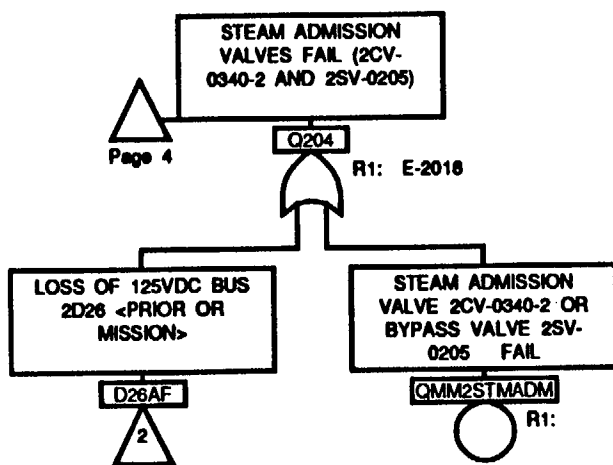 STEAM ADMISSION
VALVES FAIL (2CV-
0340-2 AND 2SV-0205)
Page 4
Q204
R1: E-2018
LOSS OF 125VDC BUS
2D26 <PRIOR OR
MISSION>
D26AF
2
STEAM ADMISSION
VALVE 2CV-0340-2 OR
BYPASS VALVE 2SV-
0205 FAIL
QMM2STMADM
R1: